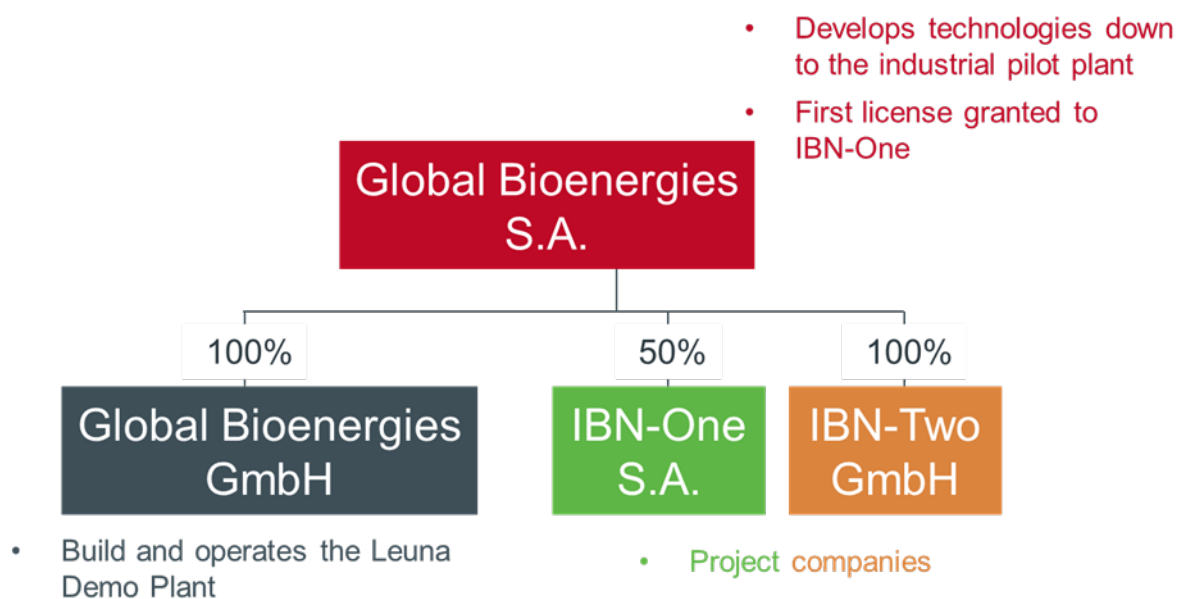 • Develops technologies down
to the industrial pilot plant
• First license granted to
IBN-One
Global Bioenergies
S.A.
100%
50%
100%
Global Bioenergies
GmbH
IBN-One
S.A.
IBN-Two
GmbH
• Build and operates the Leuna
Demo Plant
• Project companies